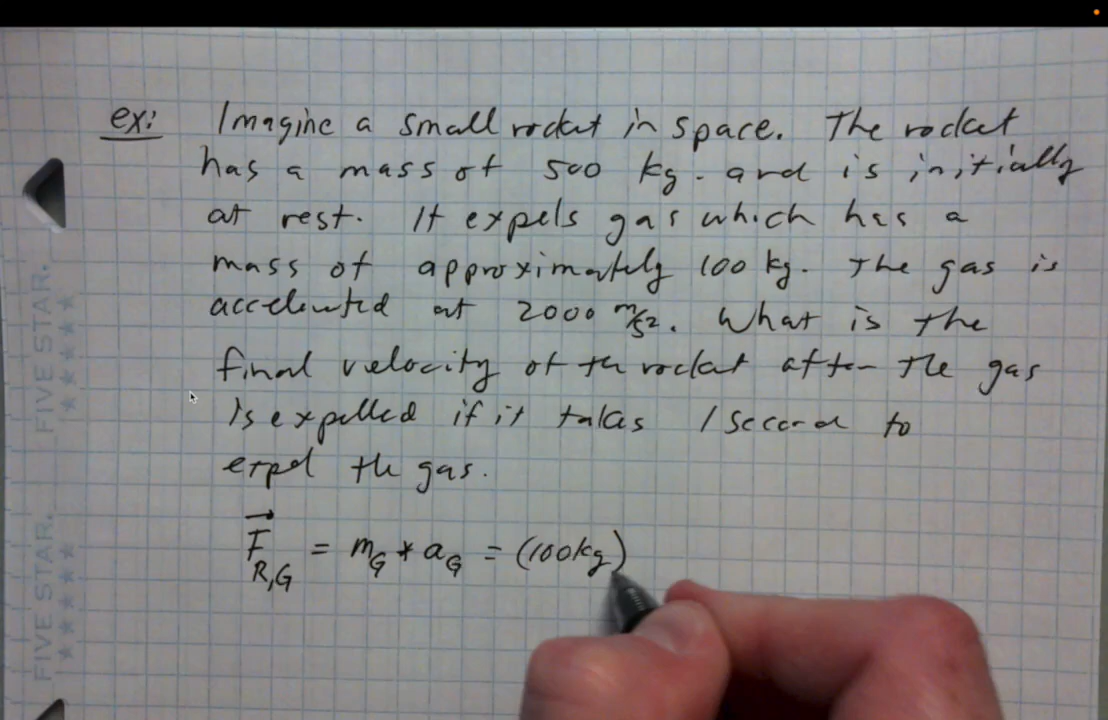 ex: Imagine a small rocket in space. The rocket
has a mass of 500 kg. and is initially
at rest. It expels gas which has a
mass of approximately 100 kg. The gas is
accelerated at 2000 m/s2. What is the
final velocity of the rocket after the gas
is expelled if it takes 1 second to
expel the gas.
F R,G = mG * aG = (100kg)
FIVE STAR.
FIVE STAR.